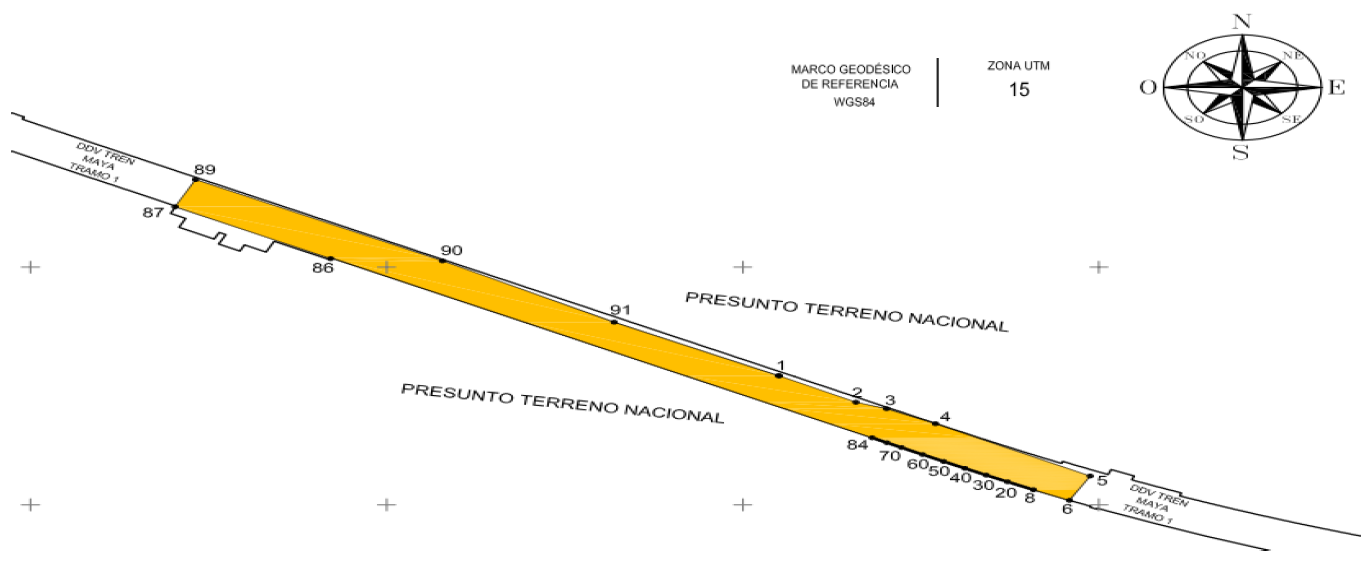 N
NO
NE
O
E
SO
SE
S
MARCO GEODÉSICO
DE REFERENCIA
WGS84
ZONA UTM
15
DDV TREN
MAYA
TRAMO 1
89
87
86
90
91
PRESUNTO TERRENO NACIONAL
PRESUNTO TERRENO NACIONAL
1
2
3
4
84
70
60
50
40
30
20
8
5
6
DDV TREN
MAYA
TRAMO 1